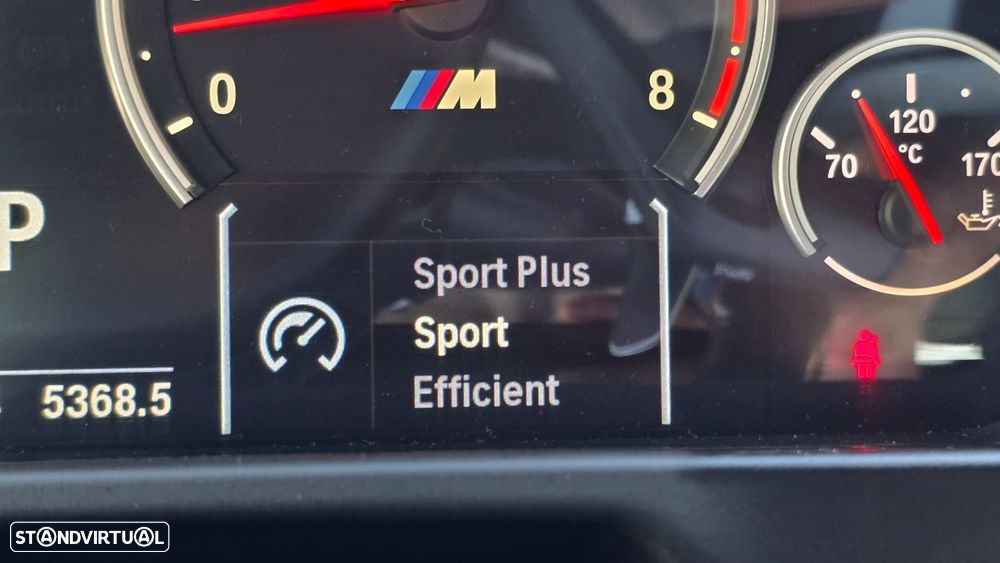 0
M
8
70
120
°C
170
P
Sport Plus
Sport
Efficient
5368.5
STANDVIRTUAL